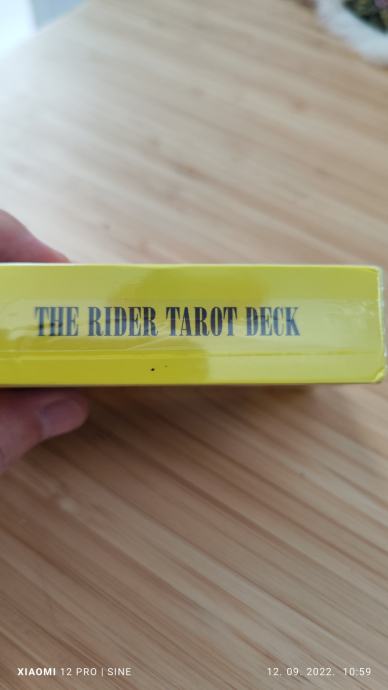 THE RIDER TAROT DECK
XIAOMI 12 PRO | SINE
12. 09. 2022. 10:59